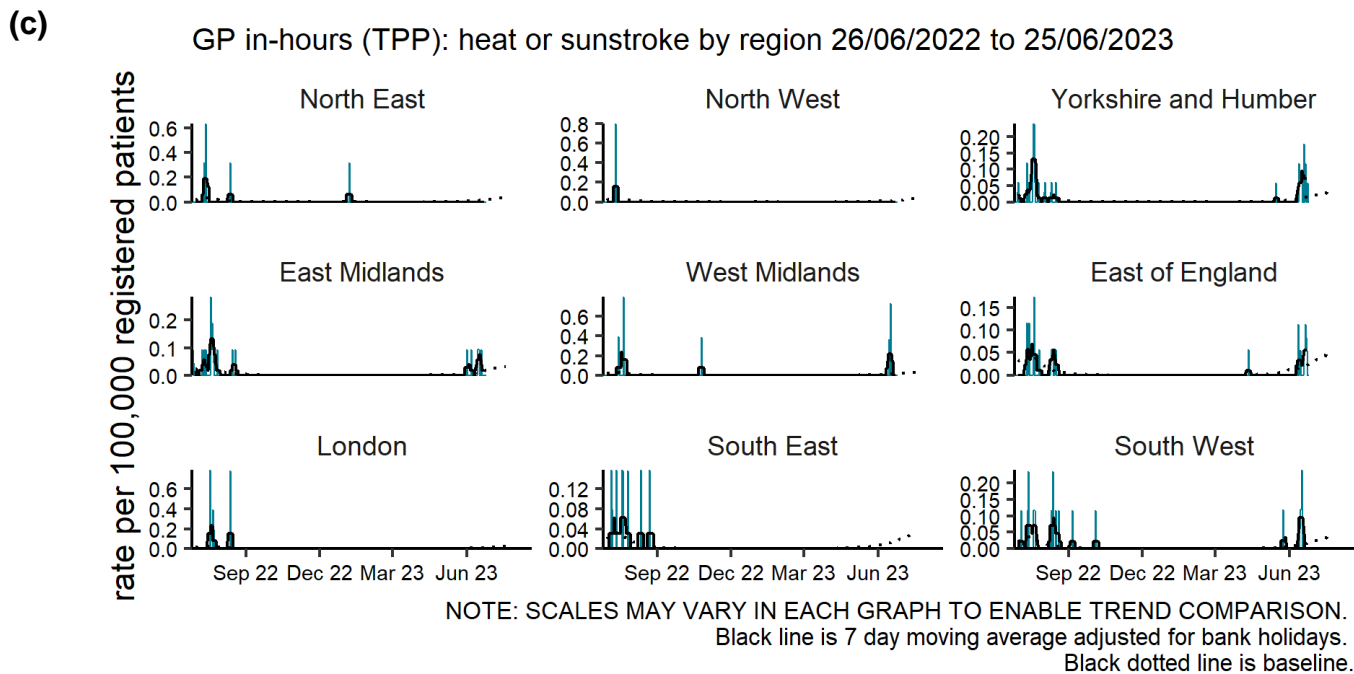 (c)
GP in-hours (TPP): heat or sunstroke by region 26/06/2022 to 25/06/2023
rate per 100,000 registered patients
North East
0.6
0.4
0.2
0.0
North West
0.8
0.6
0.4
0.2
0.0
Yorkshire and Humber
0.20
0.15
0.10
0.05
0.00
East Midlands
0.2
0.1
0.0
West Midlands
0.6
0.4
0.2
0.0
East of England
0.15
0.10
0.05
0.00
London
0.6
0.4
0.2
0.0
Sep 22 Dec 22 Mar 23 Jun 23
South East
0.12
0.08
0.04
0.00
Sep 22 Dec 22 Mar 23 Jun 23
South West
0.20
0.15
0.10
0.05
0.00
Sep 22 Dec 22 Mar 23 Jun 23
NOTE: SCALES MAY VARY IN EACH GRAPH TO ENABLE TREND COMPARISON.
Black line is 7 day moving average adjusted for bank holidays.
Black dotted line is baseline.